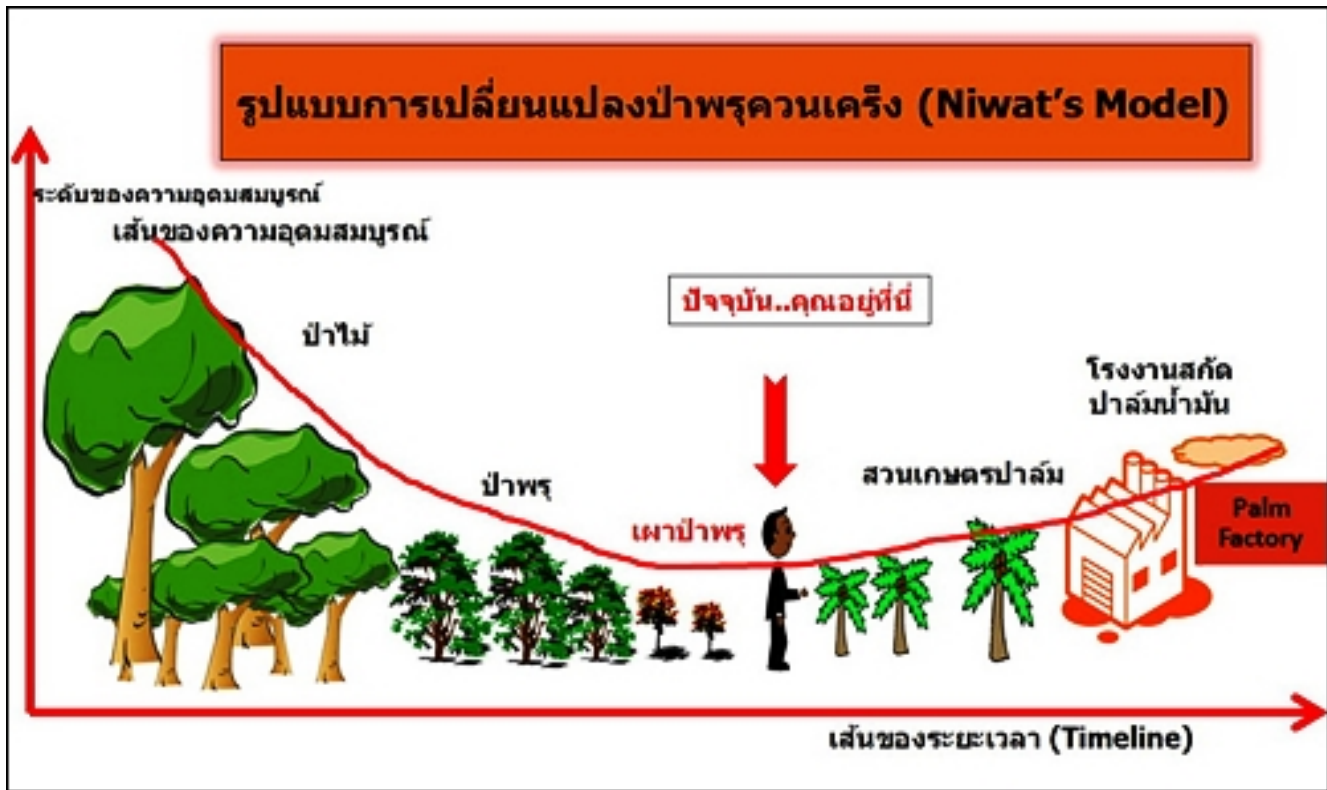 รูปแบบการเปลี่ยนแปลงป่าพรุควนเคร็ง (Niwat's Model)
ระดับของความอุดมสมบูรณ์
เส้นของความอุดมสมบูรณ์
ป่าไม้
ปัจจุบัน..คุณอยู่ที่นี่
โรงงานสกัด
ปาล์มน้ำมัน
ป่าพรุ
สวนเกษตรปาล์ม
เผาป่าพรุ
Palm
Factory
เส้นของระยะเวลา (Timeline)